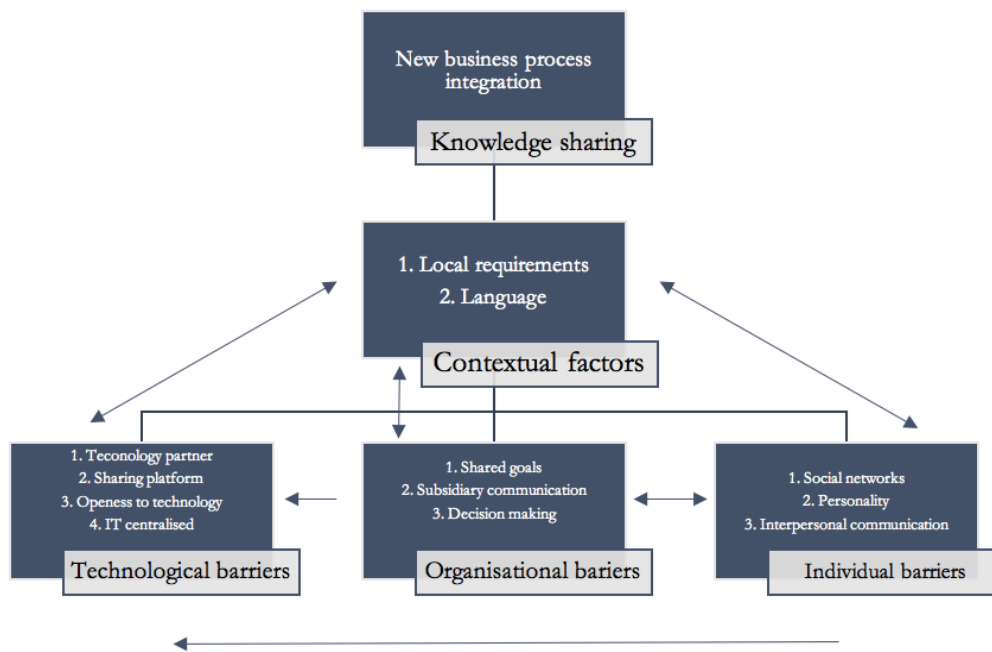 New business process
integration
Knowledge sharing
1. Local requirements
2. Language
Contextual factors
1. Teconology partner
2. Sharing platform
3. Openess to technology
4. IT centralised
Technological barriers
1. Shared goals
2. Subsidiary communication
3. Decision making
Organisational bariers
1. Social networks
2. Personality
3. Interpersonal communication
Individual barriers